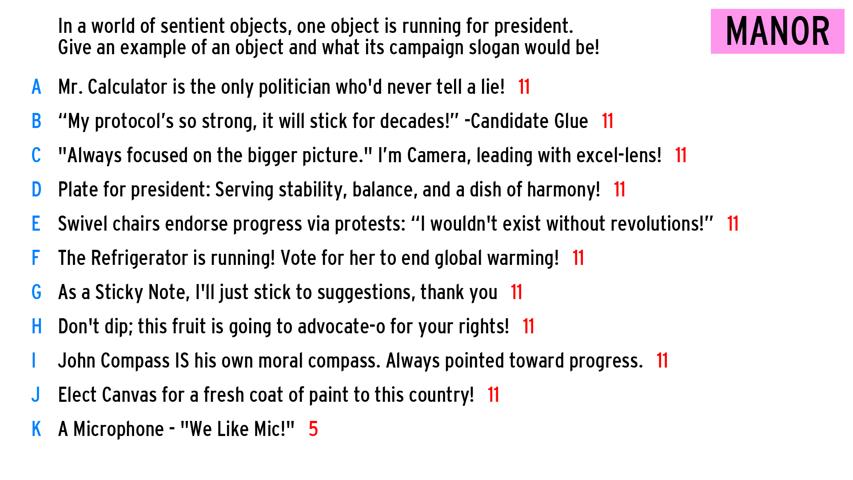 In a world of sentient objects, one object is running for president.
Give an example of an object and what its campaign slogan would be!
MANOR
A Mr. Calculator is the only politician who'd never tell a lie! 11
B “My protocol’s so strong, it will stick for decades!” -Candidate Glue 11
C "Always focused on the bigger picture." I’m Camera, leading with excel-lens! 11
D Plate for president: Serving stability, balance, and a dish of harmony! 11
E Swivel chairs endorse progress via protests: “I wouldn't exist without revolutions!” 11
F The Refrigerator is running! Vote for her to end global warming! 11
G As a Sticky Note, I'll just stick to suggestions, thank you 11
H Don't dip; this fruit is going to advocate-o for your rights! 11
I John Compass IS his own moral compass. Always pointed toward progress. 11
J Elect Canvas for a fresh coat of paint to this country! 11
K A Microphone - "We Like Mic!" 5